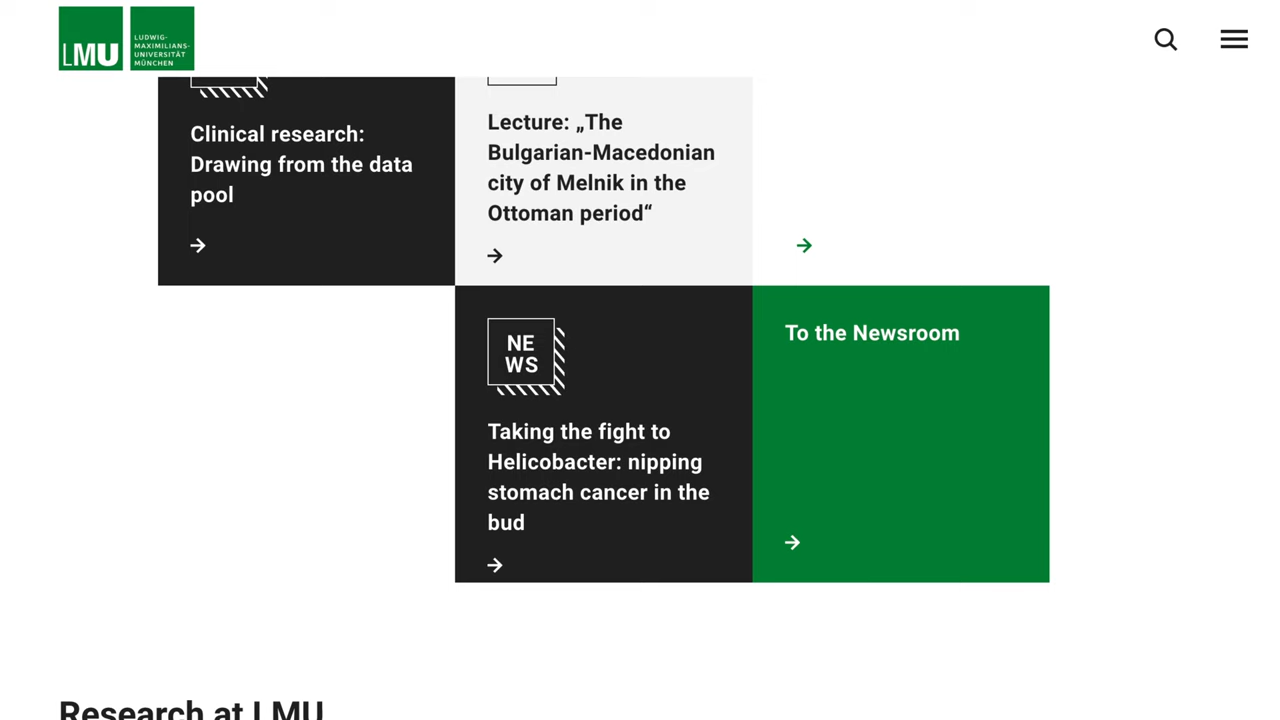 LMU
LUDWIG-
MAXIMILIANS-
UNIVERSITÄT
MÜNCHEN
Clinical research:
Drawing from the data
pool
Lecture: „The
Bulgarian-Macedonian
city of Melnik in the
Ottoman period“
NE
WS
Taking the fight to
Helicobacter: nipping
stomach cancer in the
bud
To the Newsroom
Research at LMU